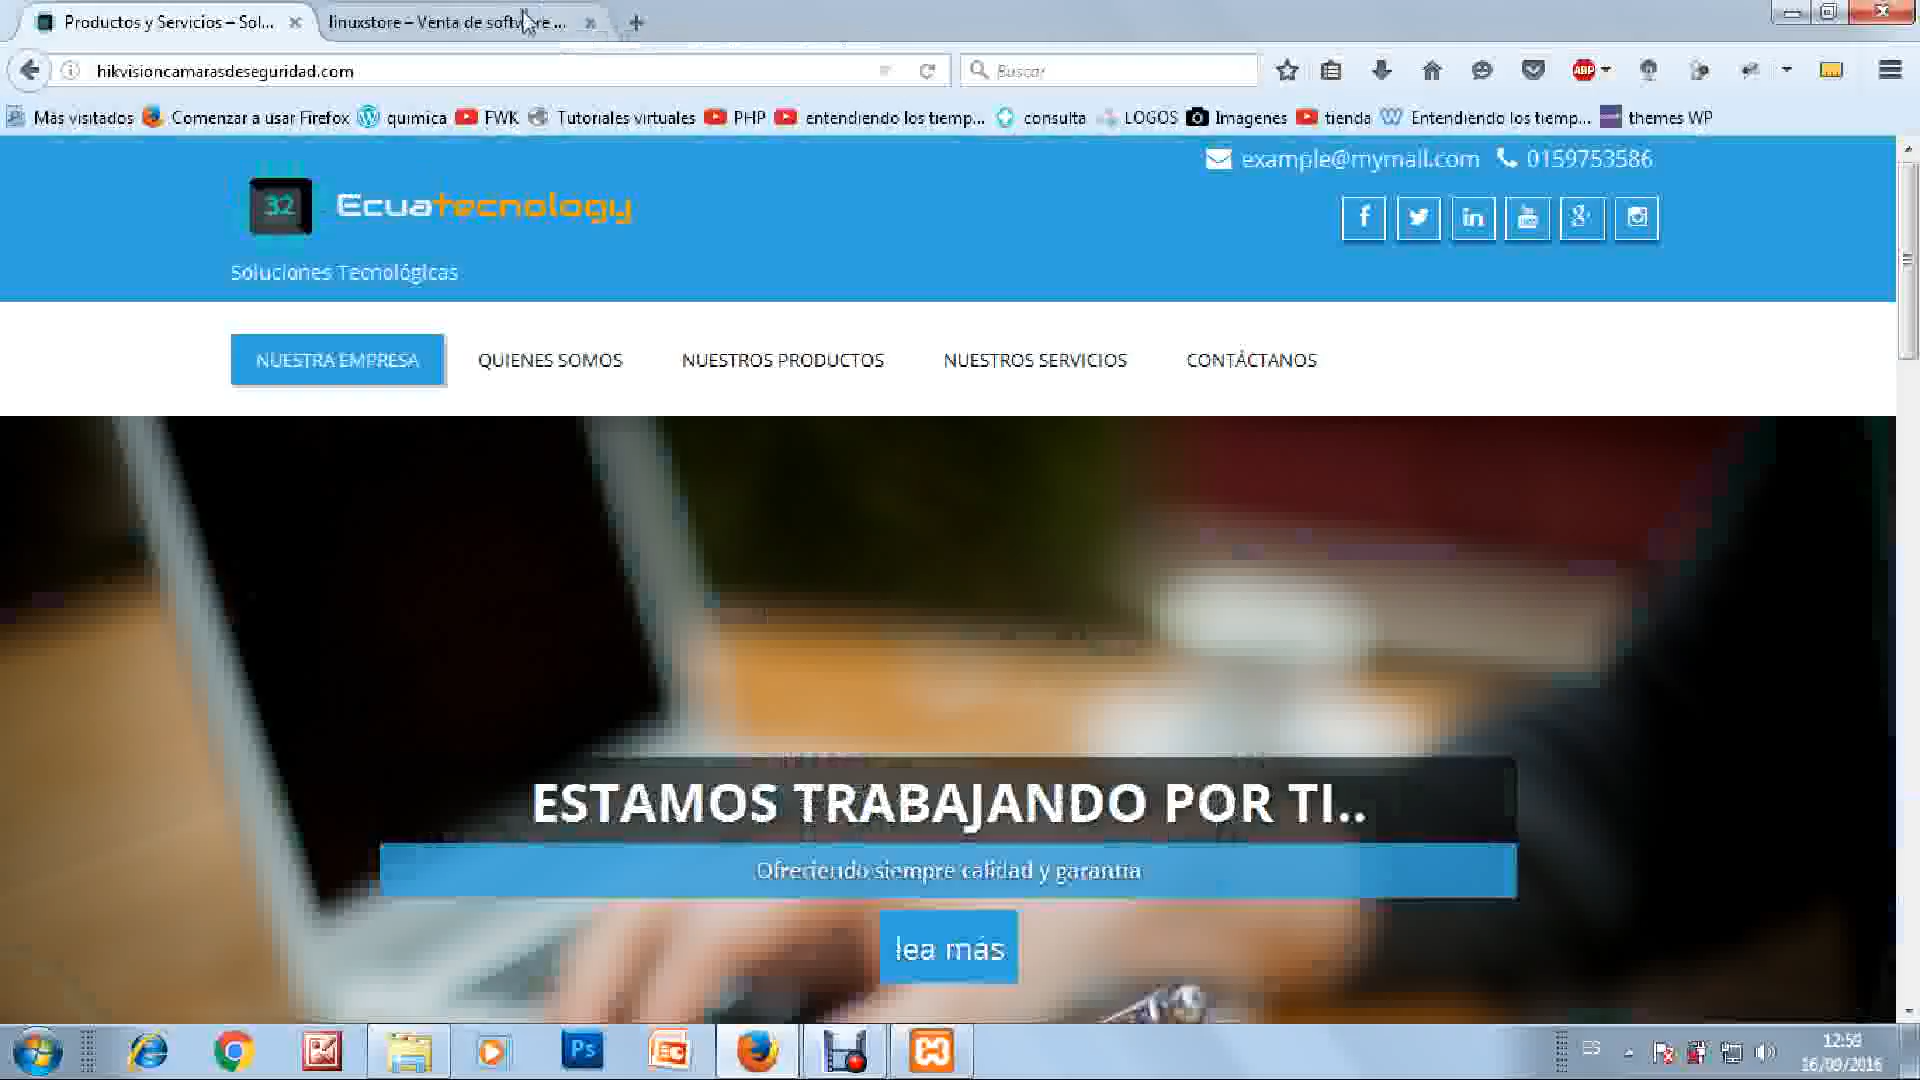 Productos y Servicios – Sol...
linuxstore – Venta de software ...
hikvisioncamarasdeseguridad.com
Buscar
ABP
Más visitados
Comenzar a usar Firefox
quimica
FWK
Tutoriales virtuales
PHP
entendiendo los tiemp...
consulta
LOGOS
Imagenes
tienda
Entendiendo los tiemp...
themes WP
example@mymail.com
0159753586
32
Ecuatecnology
Soluciones Tecnológicas
NUESTRA EMPRESA
QUIENES SOMOS
NUESTROS PRODUCTOS
NUESTROS SERVICIOS
CONTÁCTANOS
ESTAMOS TRABAJANDO POR TI..
Ofreciendo siempre calidad y garantia
lea más
Ps
ES
12:59
16/09/2016